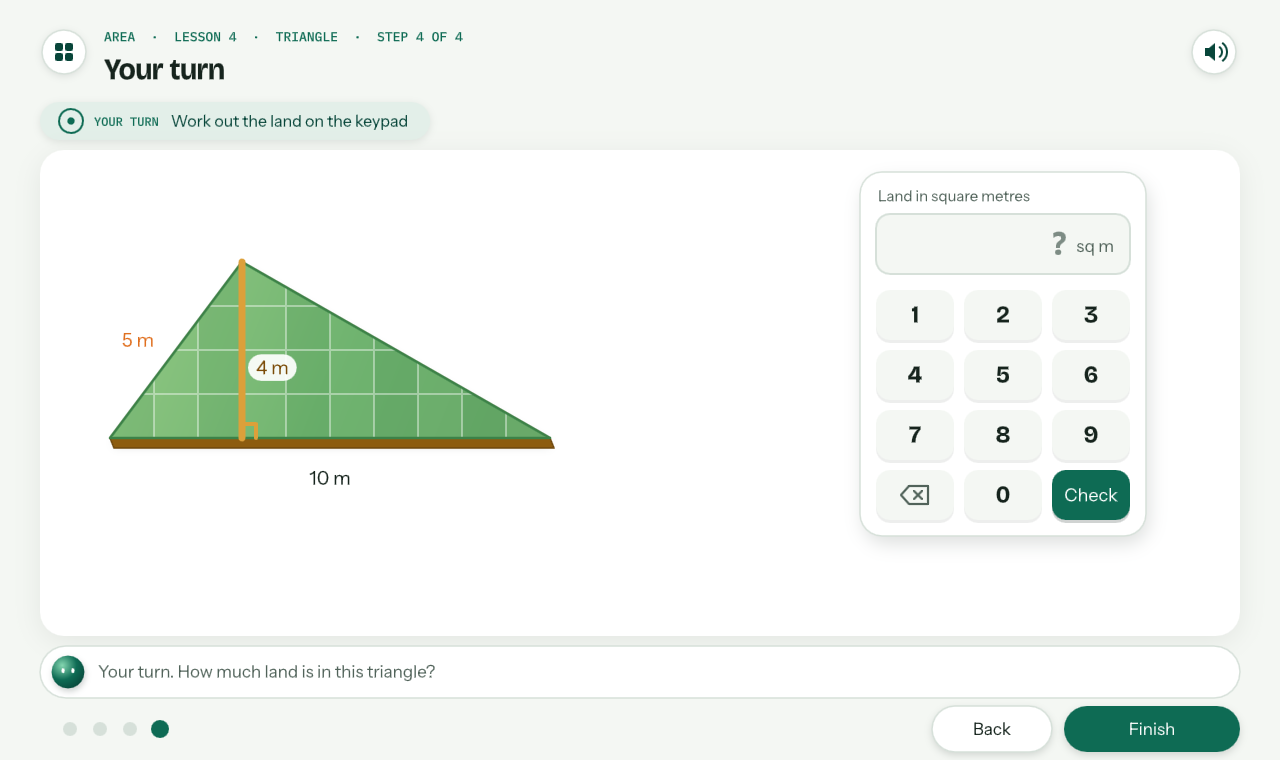 AREA · LESSON 4 · TRIANGLE · STEP 4 OF 4
Your turn
YOUR TURN Work out the land on the keypad
Land in square metres
? sq m
5 m
4 m
10 m
1 2 3
4 5 6
7 8 9
0 Check
Your turn. How much land is in this triangle?
Back Finish